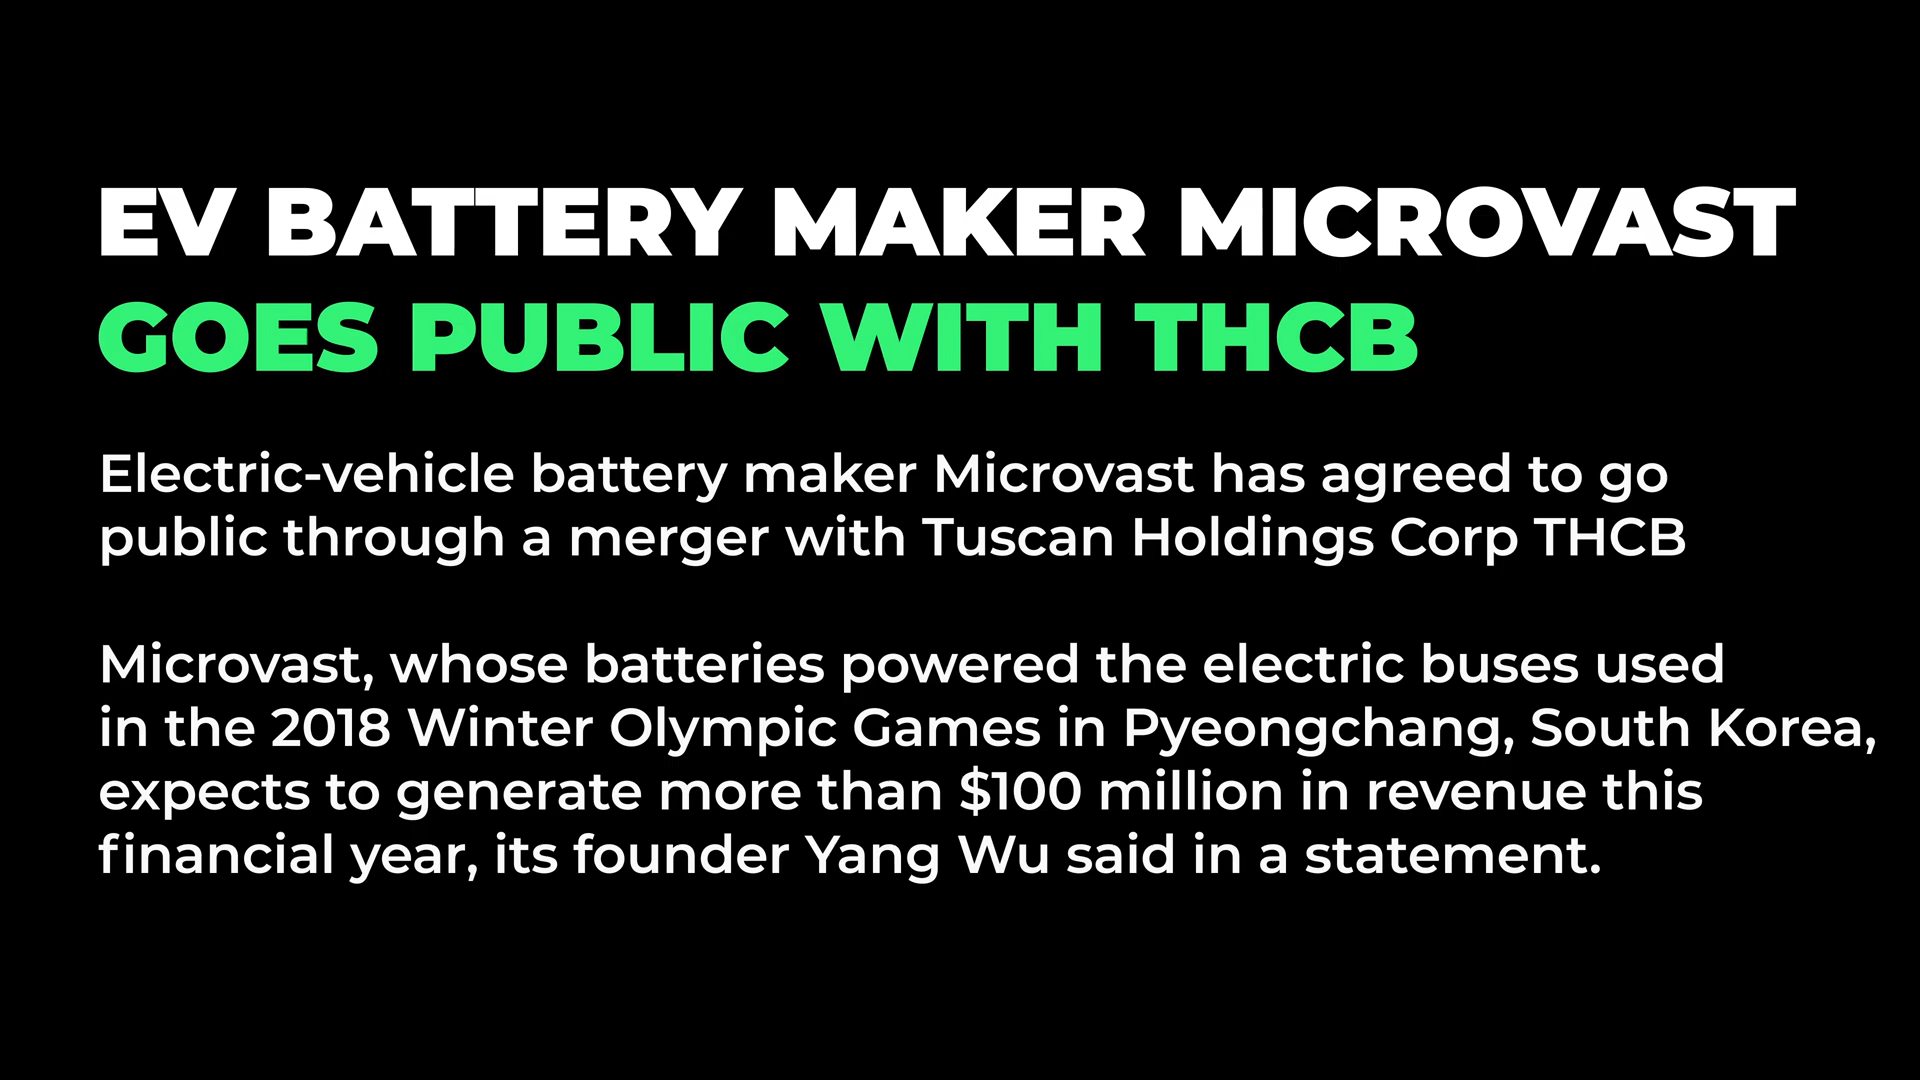 EV BATTERY MAKER MICROVAST
GOES PUBLIC WITH THCB
Electric-vehicle battery maker Microvast has agreed to go
public through a merger with Tuscan Holdings Corp THCB
Microvast, whose batteries powered the electric buses used
in the 2018 Winter Olympic Games in Pyeongchang, South Korea,
expects to generate more than $100 million in revenue this
financial year, its founder Yang Wu said in a statement.